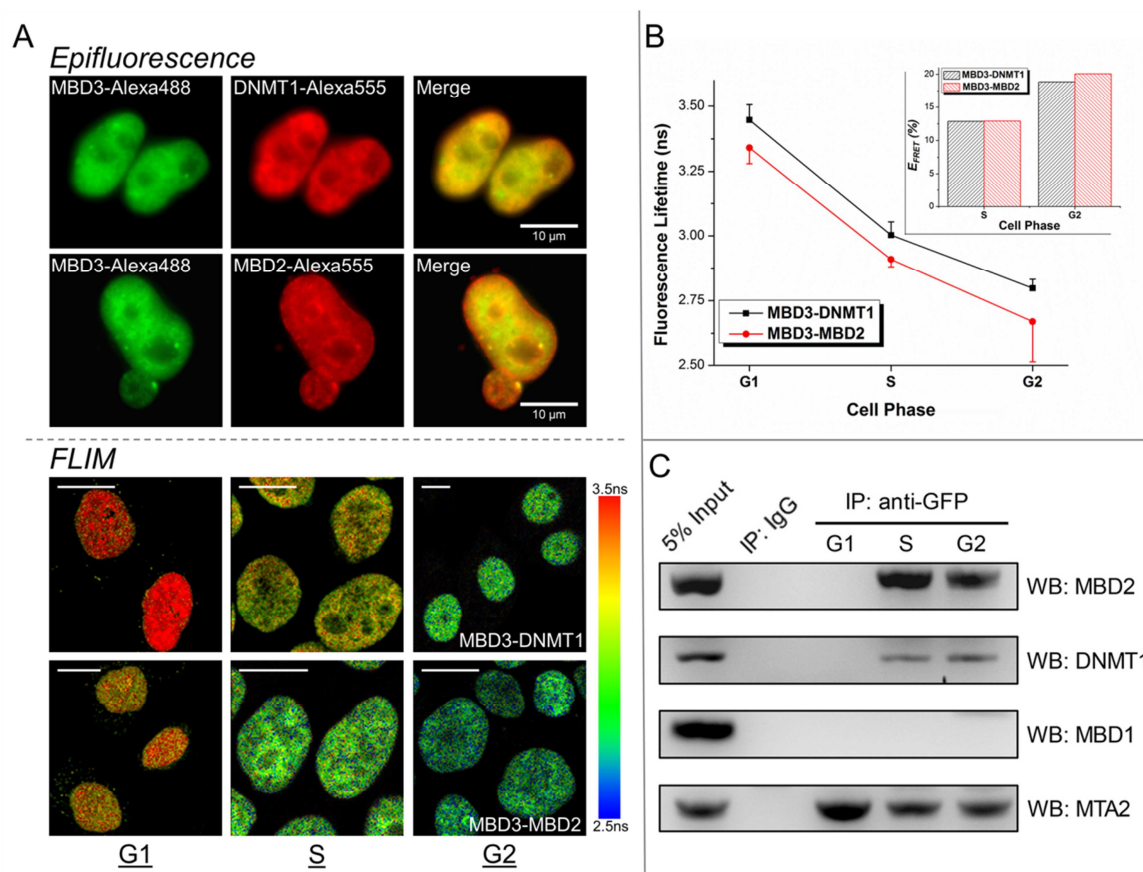 A
Epifluorescence
MBD3-Alexa488
DNMT1-Alexa555
Merge
10 µm
MBD3-Alexa488
MBD2-Alexa555
Merge
10 µm
FLIM
3.5ns
2.5ns
MBD3-DNMT1
MBD3-MBD2
G1
S
G2
B
Fluorescence Lifetime (ns)
3.50
3.25
3.00
2.75
2.50
MBD3-DNMT1
MBD3-MBD2
G1
S
G2
Cell Phase
EFRET (%)
20
15
10
5
0
MBD3-DNMT1
MBD3-MBD2
S
G2
Cell Phase
C
5% Input
IP: IgG
IP: anti-GFP
G1
S
G2
WB: MBD2
WB: DNMT1
WB: MBD1
WB: MTA2